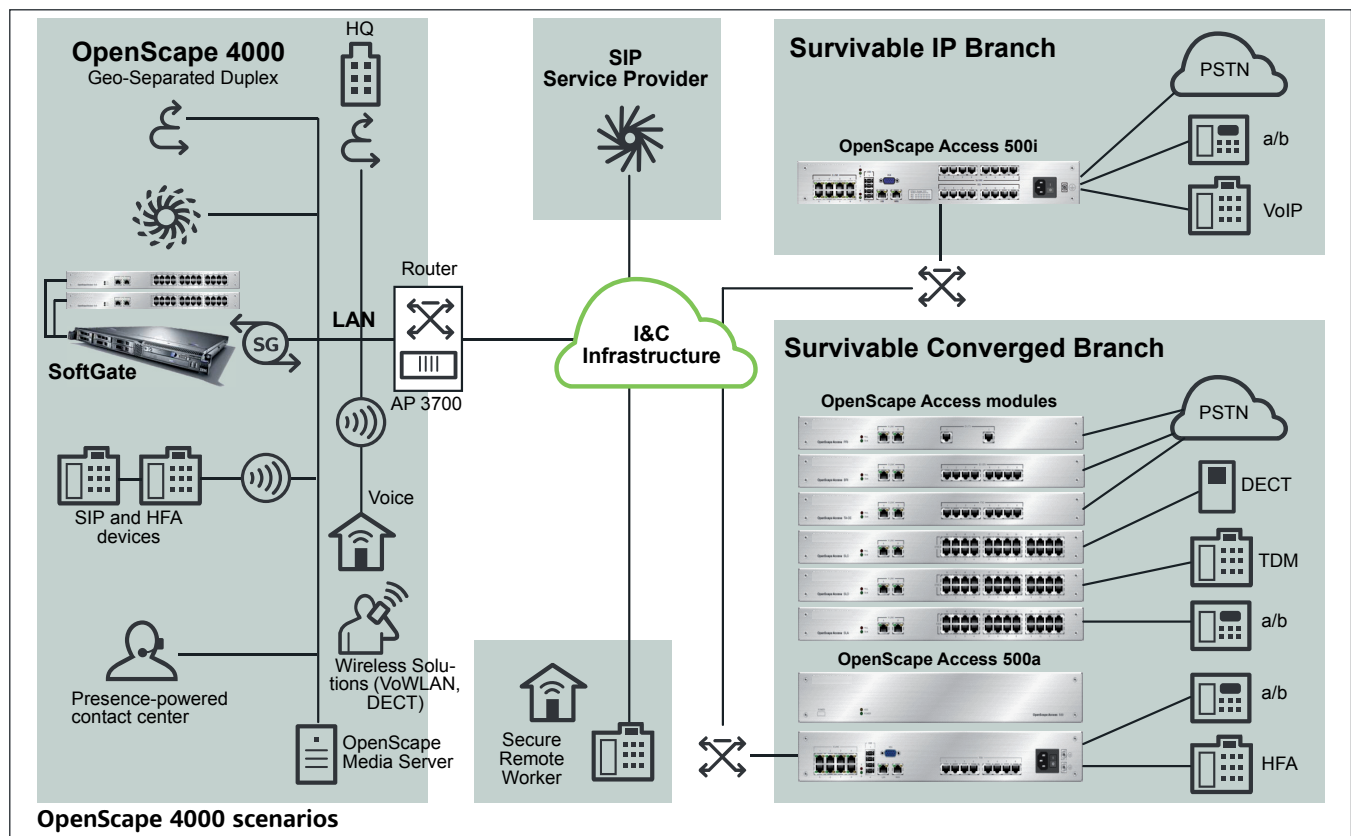 OpenScape 4000
Geo-Separated Duplex
HQ
SoftGate
SG
LAN
Router
AP 3700
SIP and HFA
devices
Voice
Presence-powered
contact center
Wireless Solu-
tions (VoWLAN,
DECT)
OpenScape
Media Server
SIP
Service Provider
I&C
Infrastructure
Secure
Remote
Worker
Survivable IP Branch
OpenScape Access 500i
PSTN
a/b
VoIP
Survivable Converged Branch
OpenScape Access modules
PSTN
DECT
TDM
a/b
OpenScape Access 500a
a/b
HFA
OpenScape 4000 scenarios